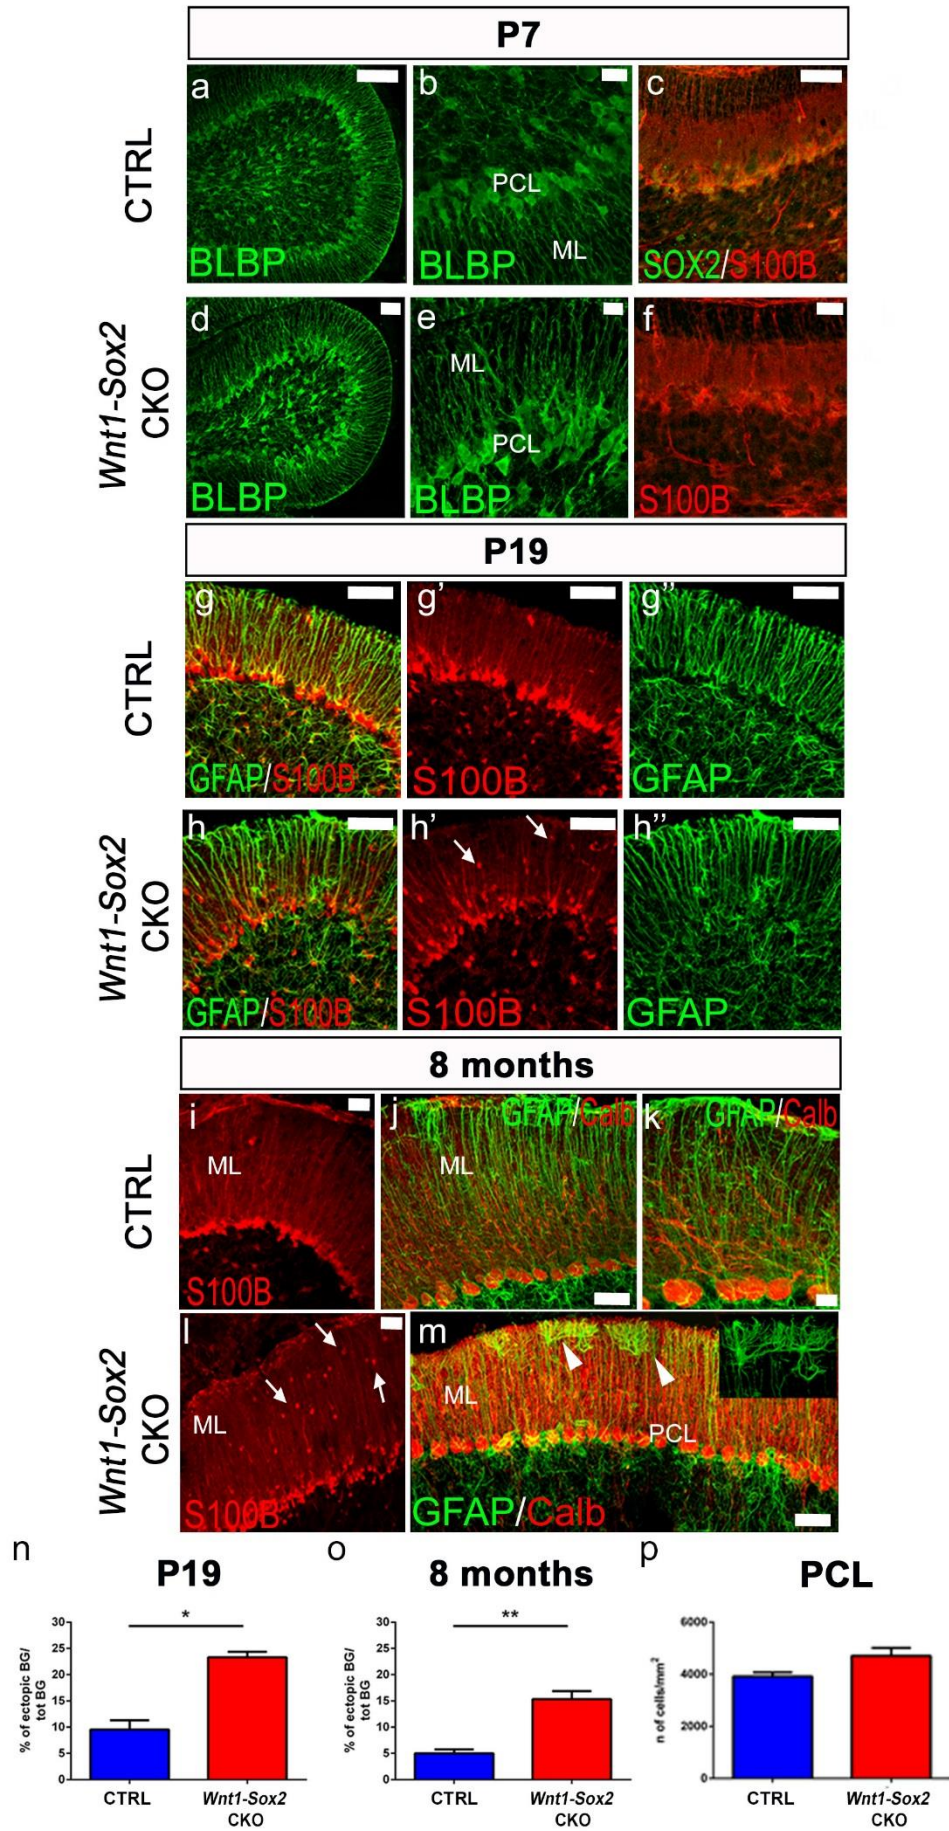 P7
CTRL
a
BLBP
b
PCL
ML
BLBP
c
SOX2/S100B
Wnt1-Sox2
CKO
d
BLBP
e
ML
PCL
BLBP
f
S100B
P19
CTRL
g
GFAP/S100B
g'
S100B
g''
GFAP
Wnt1-Sox2
CKO
h
GFAP/S100B
h'
S100B
h''
GFAP
8 months
CTRL
i
ML
S100B
j
GFAP/Calb
ML
k
GFAP/Calb
Wnt1-Sox2
CKO
l
ML
S100B
m
ML
PCL
GFAP/Calb
n
P19
% of ectopic BG/
tot BG
30
25
20
15
10
5
0
*
CTRL
Wnt1-Sox2
CKO
o
8 months
% of ectopic BG/
tot BG
30
25
20
15
10
5
0
**
CTRL
Wnt1-Sox2
CKO
p
PCL
n of cells/mm²
6000
4000
2000
0
CTRL
Wnt1-Sox2
CKO